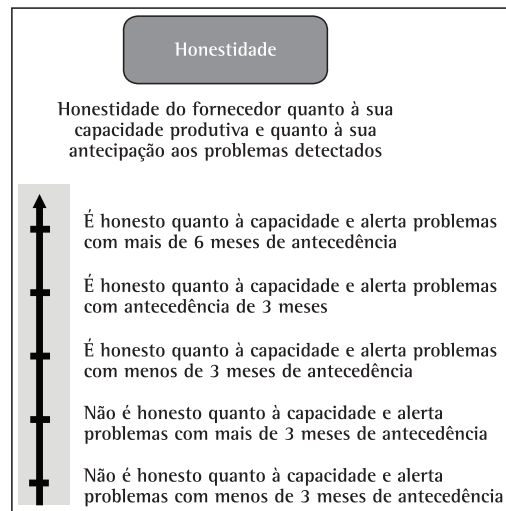 Honestidade
Honestidade do fornecedor quanto à sua
capacidade produtiva e quanto à sua
antecipação aos problemas detectados
É honesto quanto à capacidade e alerta problemas
com mais de 6 meses de antecedência
É honesto quanto à capacidade e alerta problemas
com antecedência de 3 meses
É honesto quanto à capacidade e alerta problemas
com menos de 3 meses de antecedência
Não é honesto quanto à capacidade e alerta
problemas com mais de 3 meses de antecedência
Não é honesto quanto à capacidade e alerta
problemas com menos de 3 meses de antecedência